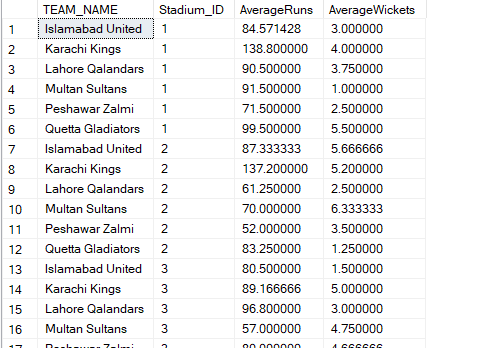 TEAM_NAME Stadium_ID AverageRuns AverageWickets
1 Islamabad United 1 84.571428 3.000000
2 Karachi Kings 1 138.800000 4.000000
3 Lahore Qalandars 1 90.500000 3.750000
4 Multan Sultans 1 91.500000 1.000000
5 Peshawar Zalmi 1 71.500000 2.500000
6 Quetta Gladiators 1 99.500000 5.500000
7 Islamabad United 2 87.333333 5.666666
8 Karachi Kings 2 137.200000 5.200000
9 Lahore Qalandars 2 61.250000 2.500000
10 Multan Sultans 2 70.000000 6.333333
11 Peshawar Zalmi 2 52.000000 3.500000
12 Quetta Gladiators 2 83.250000 1.250000
13 Islamabad United 3 80.500000 1.500000
14 Karachi Kings 3 89.166666 5.000000
15 Lahore Qalandars 3 96.800000 3.000000
16 Multan Sultans 3 57.000000 4.750000
17 Peshawar Zalmi 3 80.000000 4.666666